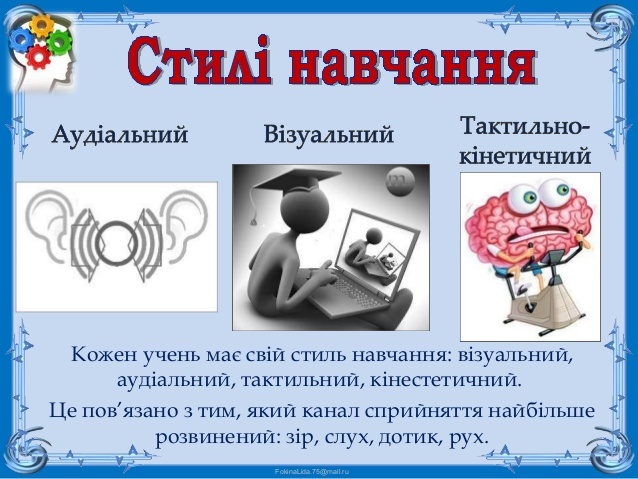 Стилі навчання
Аудіальний
Візуальний
Тактильно-
кінетичний
Кожен учень має свій стиль навчання: візуальний,
аудіальний, тактильний, кінестетичний.
Це пов’язано з тим, який канал сприйняття найбільше
розвинений: зір, слух, дотик, рух.
FokinaLida.75@mail.ru